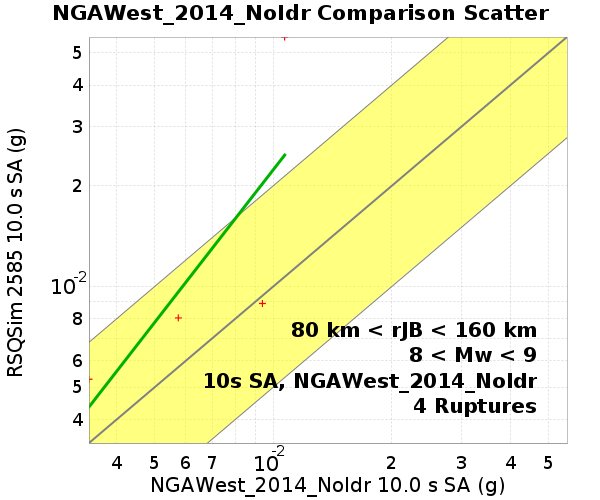 NGAWest_2014_NoIdr Comparison Scatter
5
4
3
2
10-2
8
6
5
4
RSQSim 2585 10.0 s SA (g)
80 km < rJB < 160 km
8 < Mw < 9
10s SA, NGAWest_2014_NoIdr
4 Ruptures
4 5 6 7 10-2 2 3 4 5
NGAWest_2014_NoIdr 10.0 s SA (g)